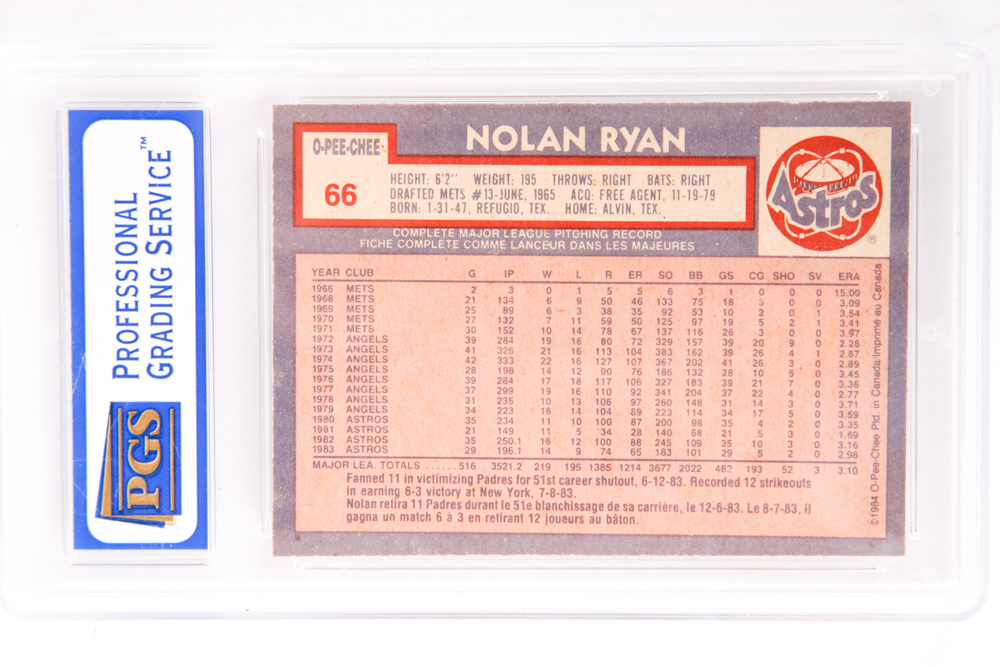 PROFESSIONAL
GRADING SERVICE™
PGS
O-PEE-CHEE
66
NOLAN RYAN
HEIGHT: 6'2" WEIGHT: 195 THROWS: RIGHT BATS: RIGHT
DRAFTED METS #13-JUNE, 1965 ACQ: FREE AGENT, 11-19-79
BORN: 1-31-47, REFUGIO, TEX. HOME: ALVIN, TEX.
Astros
®
COMPLETE MAJOR LEAGUE PITCHING RECORD
FICHE COMPLETE COMME LANCEUR DANS LES MAJEURES
YEAR CLUB G IP W L R ER SO BB GS CG SHO SV ERA
1966 METS 2 3 0 1 5 5 6 3 1 0 0 0 15.00
1968 METS 21 134 6 9 50 46 133 75 18 3 0 0 3.09
1969 METS 25 89 6 3 38 35 92 53 10 2 0 1 3.54
1970 METS 27 132 7 11 59 50 125 97 19 5 2 1 3.41
1971 METS 30 152 10 14 78 67 137 116 26 3 0 0 3.97
1972 ANGELS 39 284 19 16 80 72 329 157 39 20 9 0 2.28
1973 ANGELS 41 326 21 16 113 104 383 162 39 26 4 1 2.87
1974 ANGELS 42 333 22 16 127 107 367 202 41 26 3 0 2.89
1975 ANGELS 28 198 14 12 90 76 186 132 28 10 5 0 3.45
1976 ANGELS 39 284 17 18 117 106 327 183 39 21 7 0 3.36
1977 ANGELS 37 299 19 16 110 92 341 204 37 22 4 0 2.77
1978 ANGELS 31 235 10 13 106 97 260 148 31 14 3 0 3.71
1979 ANGELS 34 223 16 14 104 89 223 114 34 17 5 0 3.59
1980 ASTROS 35 234 11 10 100 87 200 98 35 4 2 0 3.35
1981 ASTROS 21 149 11 5 34 28 140 68 21 5 3 0 1.69
1982 ASTROS 35 250.1 16 12 100 88 245 109 35 10 3 0 3.16
1983 ASTROS 29 196.1 14 9 74 65 183 101 29 5 2 0 2.98
MAJOR LEA. TOTALS ...... 516 3521.2 219 195 1385 1214 3677 2022 482 193 52 3 3.10
Fanned 11 in victimizing Padres for 51st career shutout, 6-12-83. Recorded 12 strikeouts
in earning 6-3 victory at New York, 7-8-83.
Nolan retira 11 Padres durant le 51e blanchissage de sa carrière, le 12-6-83. Le 8-7-83, il
gagna un match 6 à 3 en retirant 12 joueurs au bâton.
©1984 O-Pee-Chee Ptd. in Canada/Imprimé au Canada